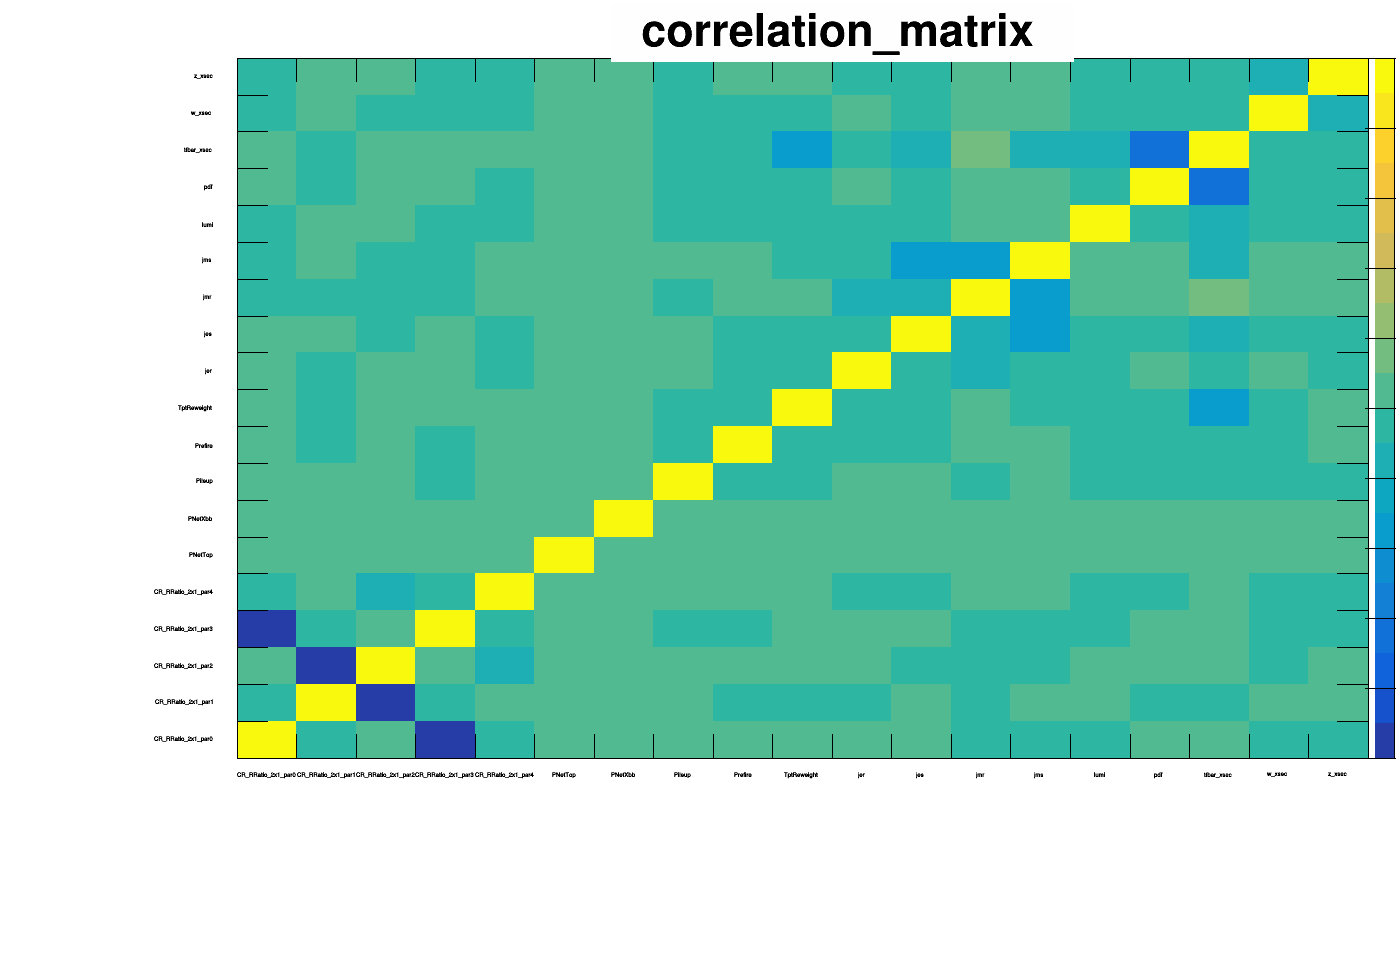 correlation_matrix
z_xsec
w_xsec
ttbar_xsec
pdf
lumi
jms
jmr
jes
jer
TptReweight
Prefire
Pileup
PNetXbb
PNetTop
CR_RRatio_2x1_par4
CR_RRatio_2x1_par3
CR_RRatio_2x1_par2
CR_RRatio_2x1_par1
CR_RRatio_2x1_par0
CR_RRatio_2x1_par0 CR_RRatio_2x1_par1 CR_RRatio_2x1_par2 CR_RRatio_2x1_par3 CR_RRatio_2x1_par4 PNetTop PNetXbb Pileup Prefire TptReweight jer jes jmr jms lumi pdf ttbar_xsec w_xsec z_xsec